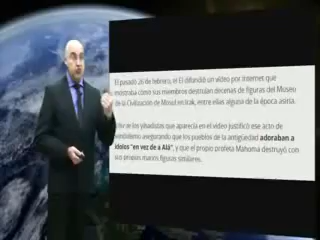 El pasado 26 de febrero, el EI difundió un vídeo por Internet que
mostraba cómo sus miembros destruían decenas de figuras del Museo
de la Civilización de Mosul en Irak, entre ellas alguna de la época asiria.
de los yihadistas que aparecía en el vídeo justificó ese acto de
vandalismo asegurando que los pueblos de la antigüedad adoraban a
ídolos "en vez de a Alá", y que el propio profeta Mahoma destruyó con
sus propias manos figuras similares.